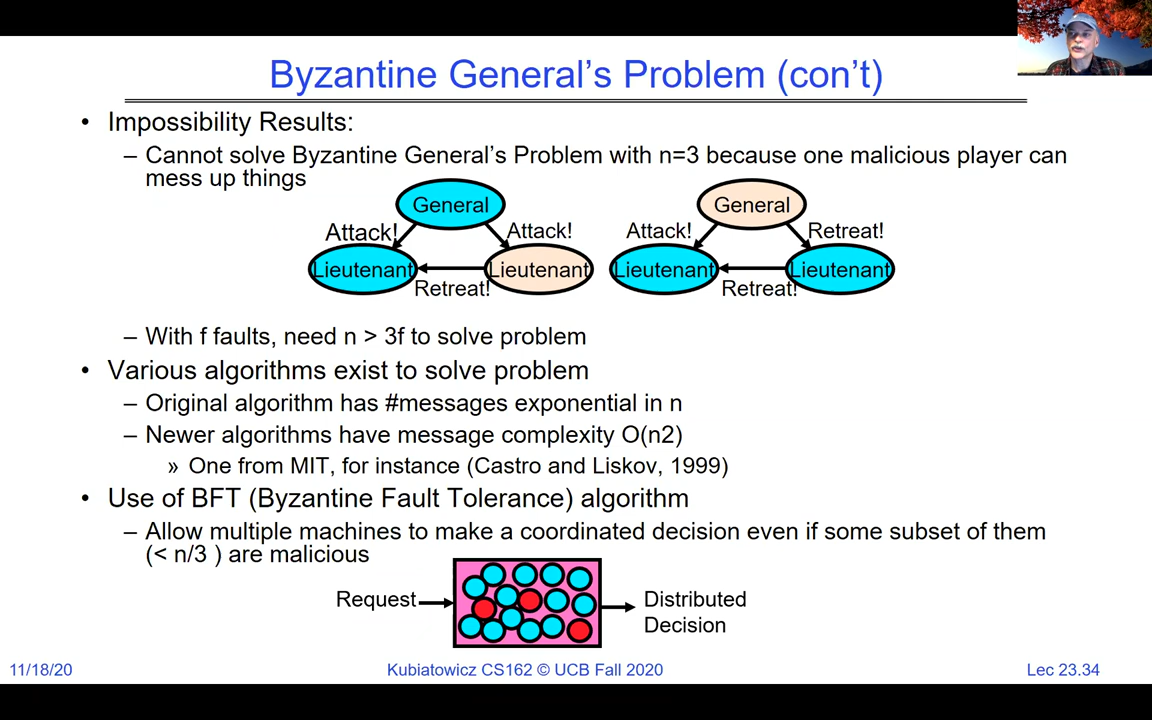 Byzantine General's Problem (con't)
• Impossibility Results:
– Cannot solve Byzantine General's Problem with n=3 because one malicious player can
mess up things
General
General
Attack!
Attack!
Attack!
Retreat!
Lieutenant
Lieutenant
Lieutenant
Lieutenant
Retreat!
Retreat!
– With f faults, need n > 3f to solve problem
• Various algorithms exist to solve problem
– Original algorithm has #messages exponential in n
– Newer algorithms have message complexity O(n2)
» One from MIT, for instance (Castro and Liskov, 1999)
• Use of BFT (Byzantine Fault Tolerance) algorithm
– Allow multiple machines to make a coordinated decision even if some subset of them
(< n/3 ) are malicious
Request
Distributed
Decision
11/18/20
Kubiatowicz CS162 © UCB Fall 2020
Lec 23.34